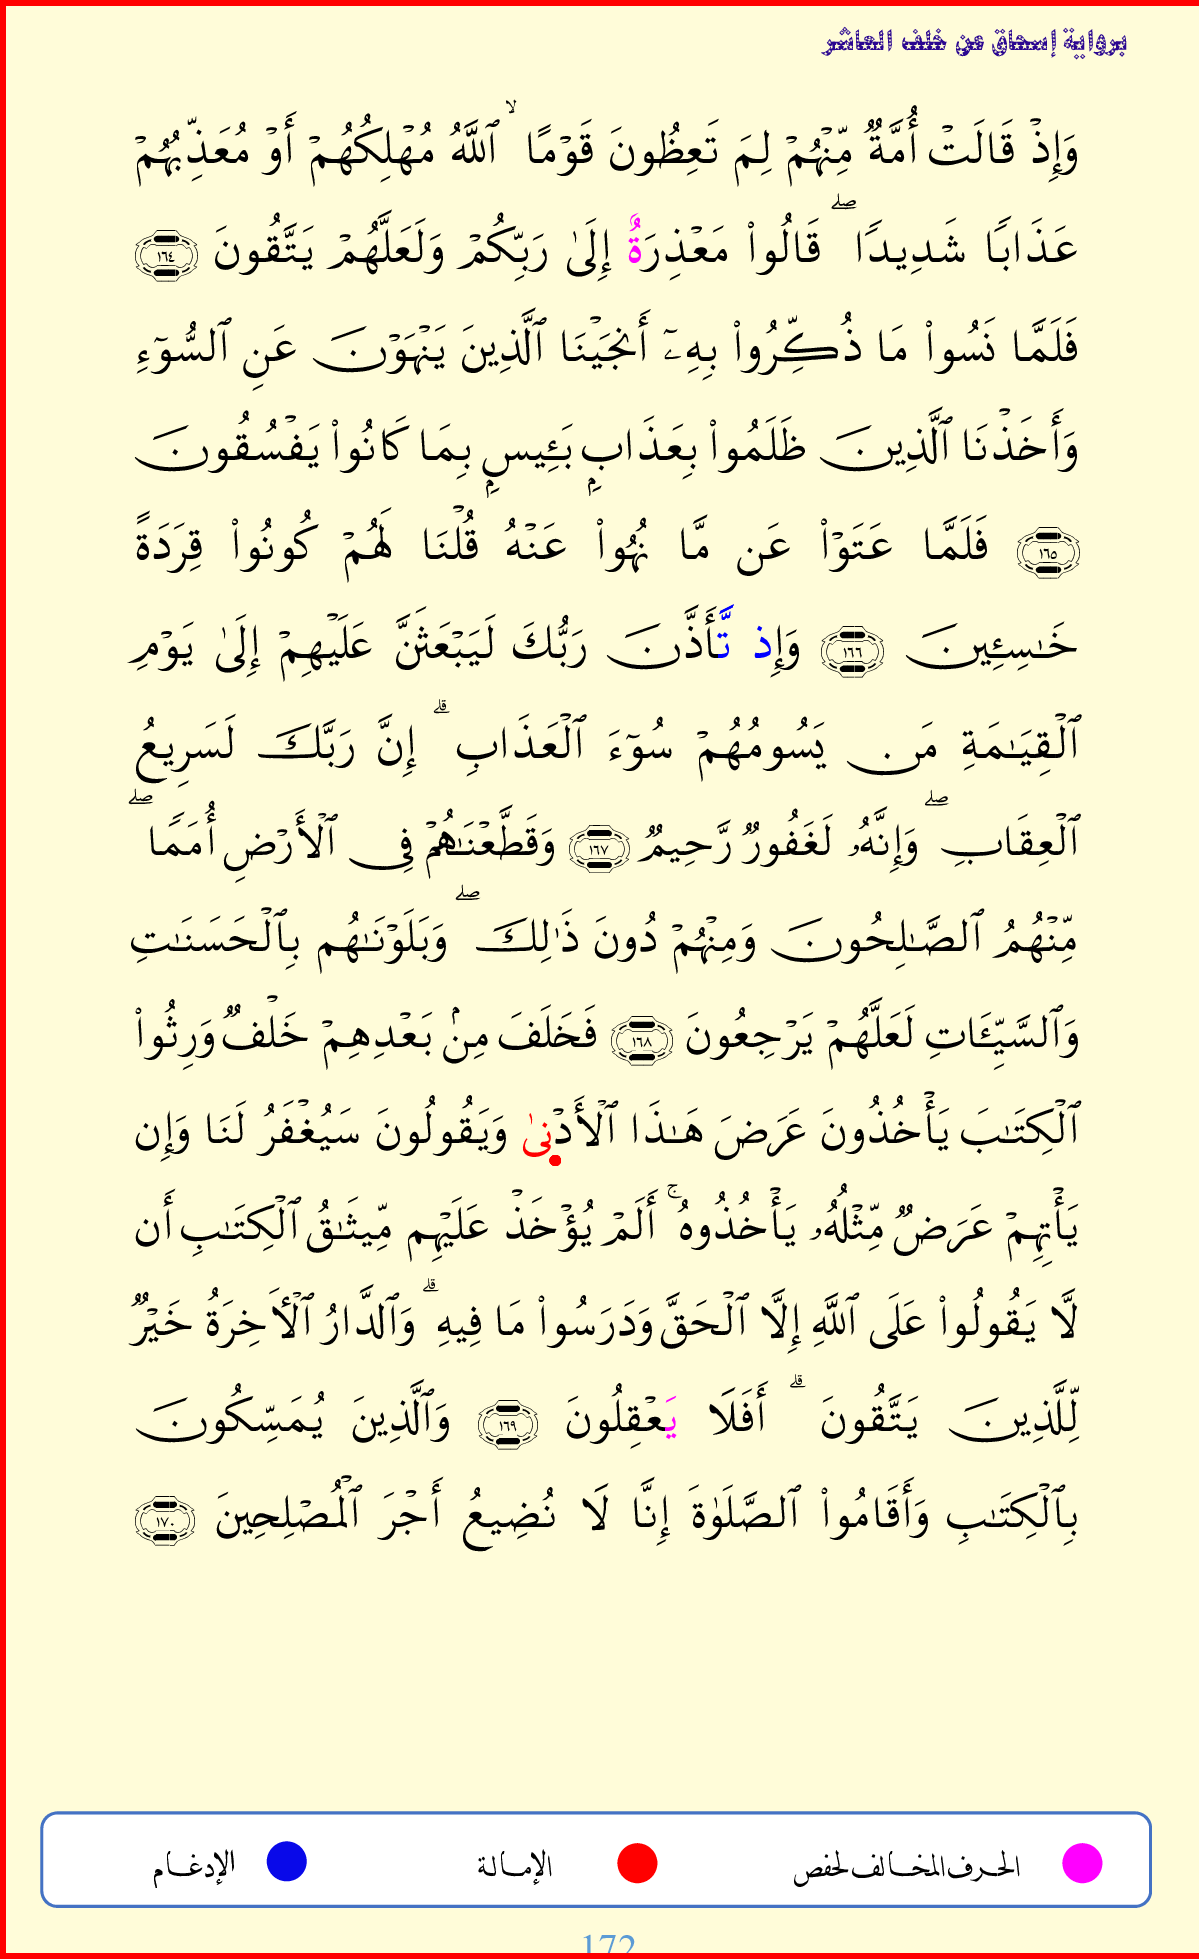 برواية إسحاق عن خلف العاشر
وَإِذۡ قَالَتۡ أُمَّةٞ مِّنۡهُمۡ لِمَ تَعِظُونَ قَوۡمًا ۙ ٱللَّهُ مُهۡلِكُهُمۡ أَوۡ مُعَذِّبُهُمۡ
عَذَابٗا شَدِيدٗا ۖ قَالُواْ مَعۡذِرَةٌ إِلَىٰ رَبِّكُمۡ وَلَعَلَّهُمۡ يَتَّقُونَ ١٦٤
فَلَمَّا نَسُواْ مَا ذُكِّرُواْ بِهِۦٓ أَنجَيۡنَا ٱلَّذِينَ يَنۡهَوۡنَ عَنِ ٱلسُّوٓءِ
وَأَخَذۡنَا ٱلَّذِينَ ظَلَمُواْ بِعَذَابِۭ بَـِٔيسِۭ بِمَا كَانُواْ يَفۡسُقُونَ
١٦٥ فَلَمَّا عَتَوۡاْ عَن مَّا نُهُواْ عَنۡهُ قُلۡنَا لَهُمۡ كُونُواْ قِرَدَةً
خَٰسِـِٔينَ ١٦٦ وَإِذ تَّأَذَّنَ رَبُّكَ لَيَبۡعَثَنَّ عَلَيۡهِمۡ إِلَىٰ يَوۡمِ
ٱلۡقِيَٰمَةِ مَن يَسُومُهُمۡ سُوٓءَ ٱلۡعَذَابِ ۗ إِنَّ رَبَّكَ لَسَرِيعُ
ٱلۡعِقَابِ ۖ وَإِنَّهُۥ لَغَفُورٞ رَّحِيمٞ ١٦٧ وَقَطَّعۡنَٰهُمۡ فِي ٱلۡأَرۡضِ أُمَمٗا ۖ
مِّنۡهُمُ ٱلصَّٰلِحُونَ وَمِنۡهُمۡ دُونَ ذَٰلِكَ ۖ وَبَلَوۡنَٰهُم بِٱلۡحَسَنَٰتِ
وَٱلسَّيِّـَٔاتِ لَعَلَّهُمۡ يَرۡجِعُونَ ١٦٨ فَخَلَفَ مِنۢ بَعۡدِهِمۡ خَلۡفٞ وَرِثُواْ
ٱلۡكِتَٰبَ يَأۡخُذُونَ عَرَضَ هَٰذَا ٱلۡأَدۡنىٰ وَيَقُولُونَ سَيُغۡفَرُ لَنَا وَإِن
يَأۡتِهِمۡ عَرَضٞ مِّثۡلُهُۥ يَأۡخُذُوهُ ۚ أَلَمۡ يُؤۡخَذۡ عَلَيۡهِم مِّيثَٰقُ ٱلۡكِتَٰبِ أَن
لَّا يَقُولُواْ عَلَى ٱللَّهِ إِلَّا ٱلۡحَقَّ وَدَرَسُواْ مَا فِيهِ ۗ وَٱلدَّارُ ٱلۡأٓخِرَةُ خَيۡرٞ
لِّلَّذِينَ يَتَّقُونَ ۗ أَفَلَا يَعۡقِلُونَ ١٦٩ وَٱلَّذِينَ يُمَسِّكُونَ
بِٱلۡكِتَٰبِ وَأَقَامُواْ ٱلصَّلَوٰةَ إِنَّا لَا نُضِيعُ أَجۡرَ ٱلۡمُصۡلِحِينَ ١٧٠
الحرف المخالف لحفص الإمالة الإدغام
172